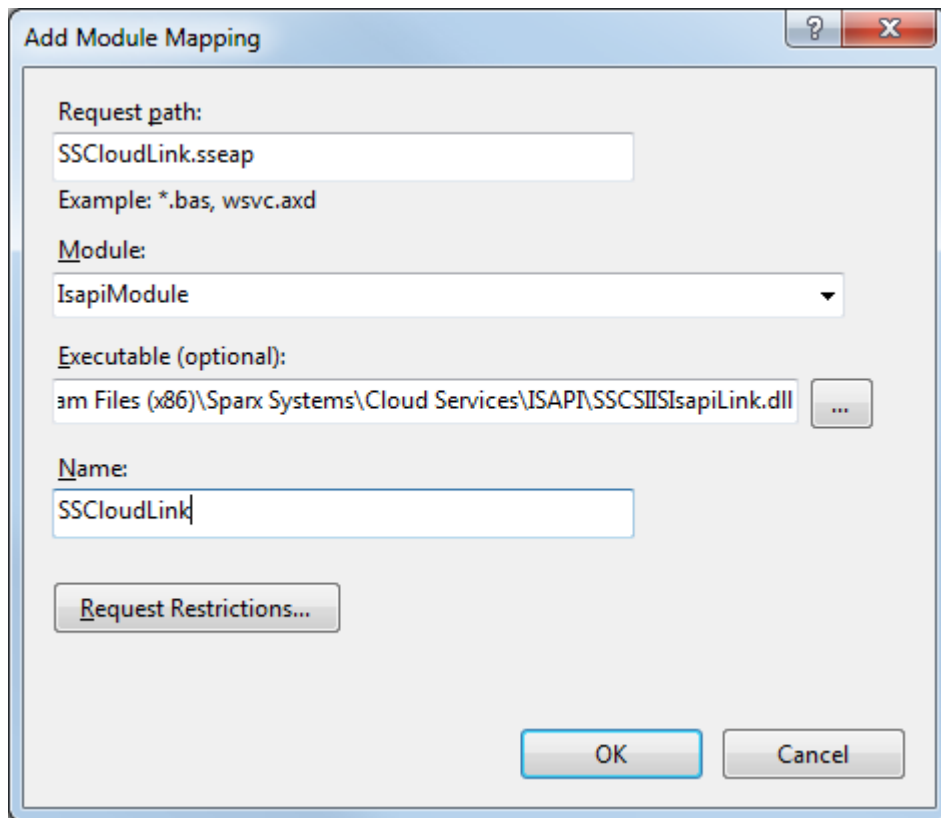 Add Module Mapping
?
X
Request path:
SSCloudLink.sseap
Example: *.bas, wsvc.axd
Module:
IsapiModule
Executable (optional):
am Files (x86)\Sparx Systems\Cloud Services\ISAPI\SSCSIISIsapiLink.dll
...
Name:
SSCloudLink
Request Restrictions...
OK
Cancel